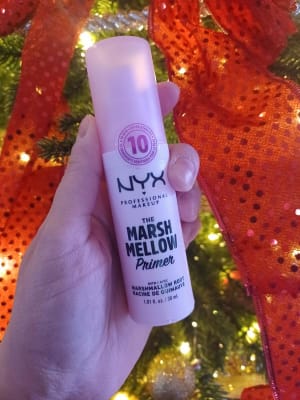 10
NYX
PROFESSIONAL
MAKEUP
THE
MARSH
MELLOW
Primer
MARSHMALLOW ROOT
RACINE DE GUIMAUVE
1.01 fl. oz / 30 ml